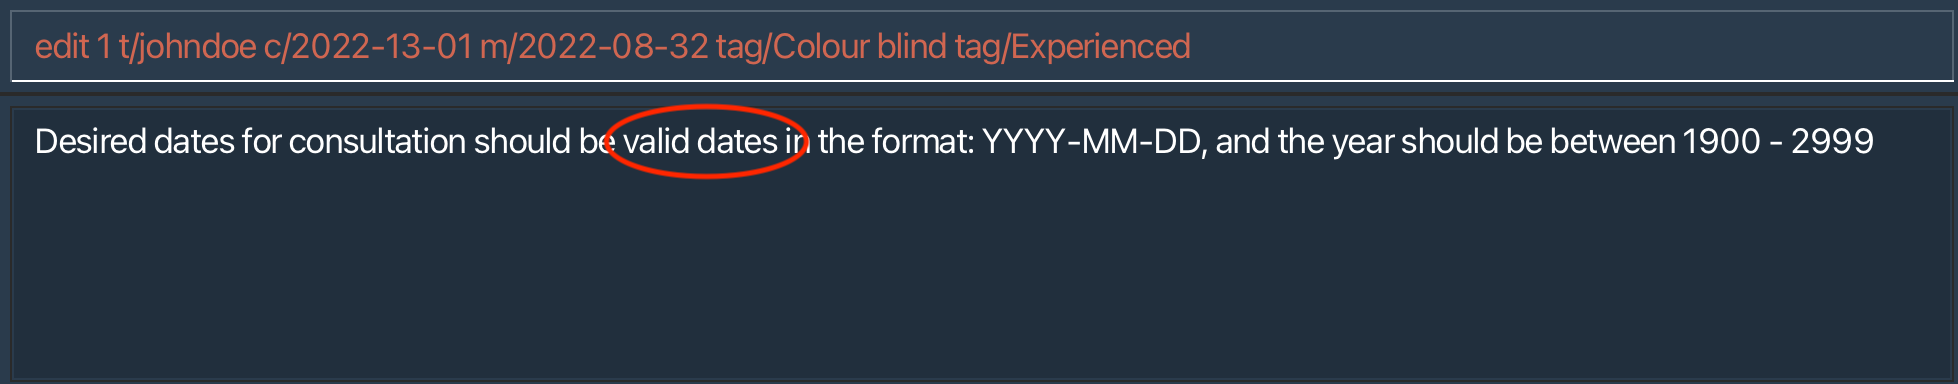 edit 1 t/johndoe c/2022-13-01 m/2022-08-32 tag/Colour blind tag/Experienced
Desired dates for consultation should be valid dates in the format: YYYY-MM-DD, and the year should be between 1900 - 2999